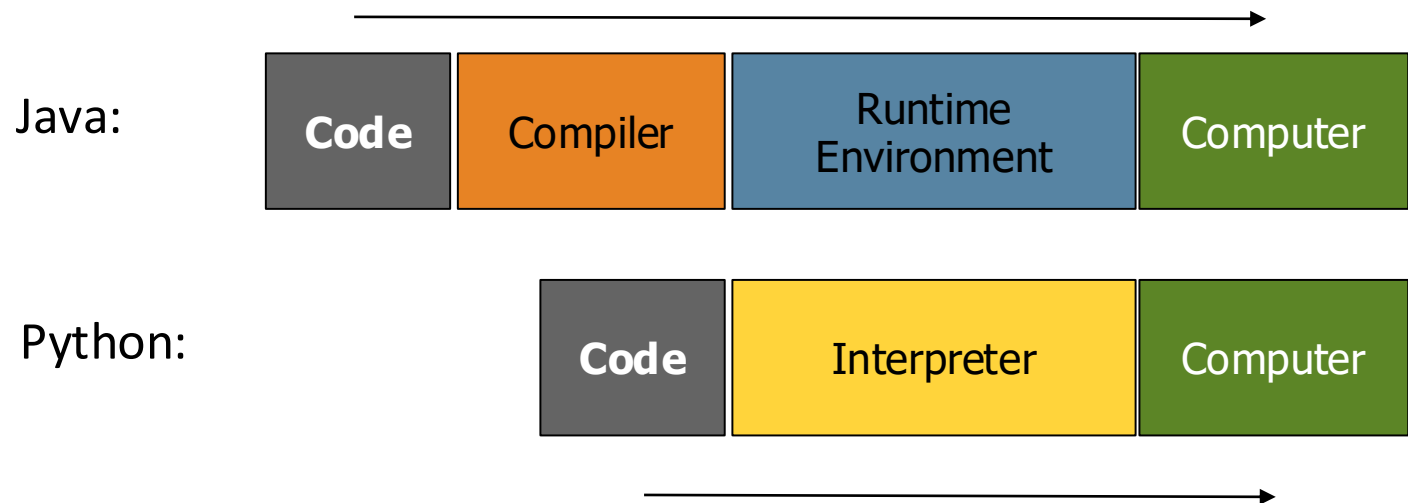 Java:
Code
Compiler
Runtime
Environment
Computer
Python:
Code
Interpreter
Computer